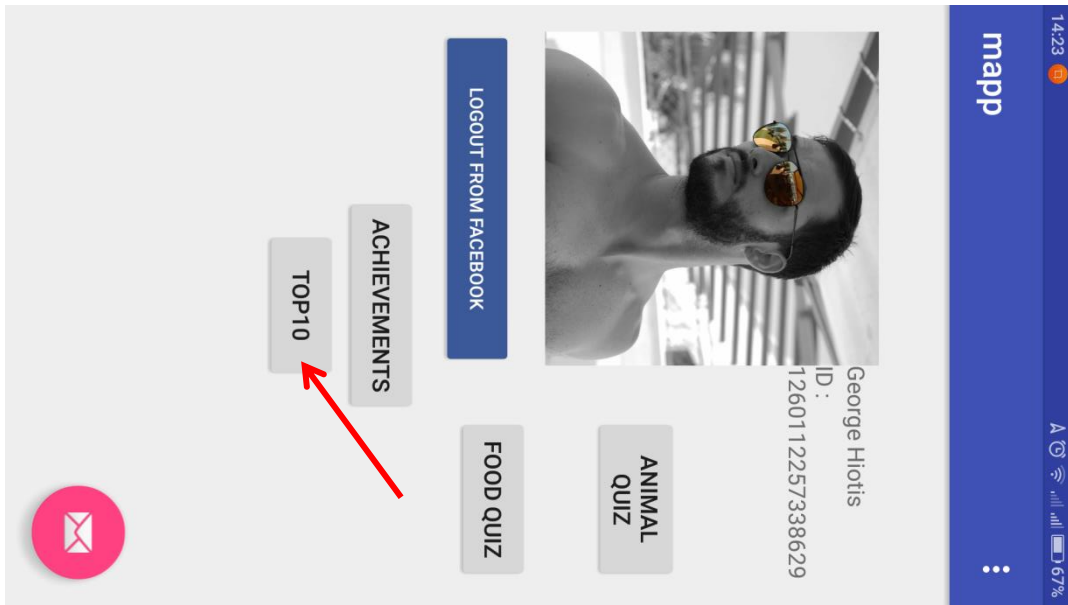 14:23 A 67%
mapp
George Hiotis
ID :
1260112257338629
ANIMAL
QUIZ
LOGOUT FROM FACEBOOK
FOOD QUIZ
ACHIEVEMENTS
TOP10